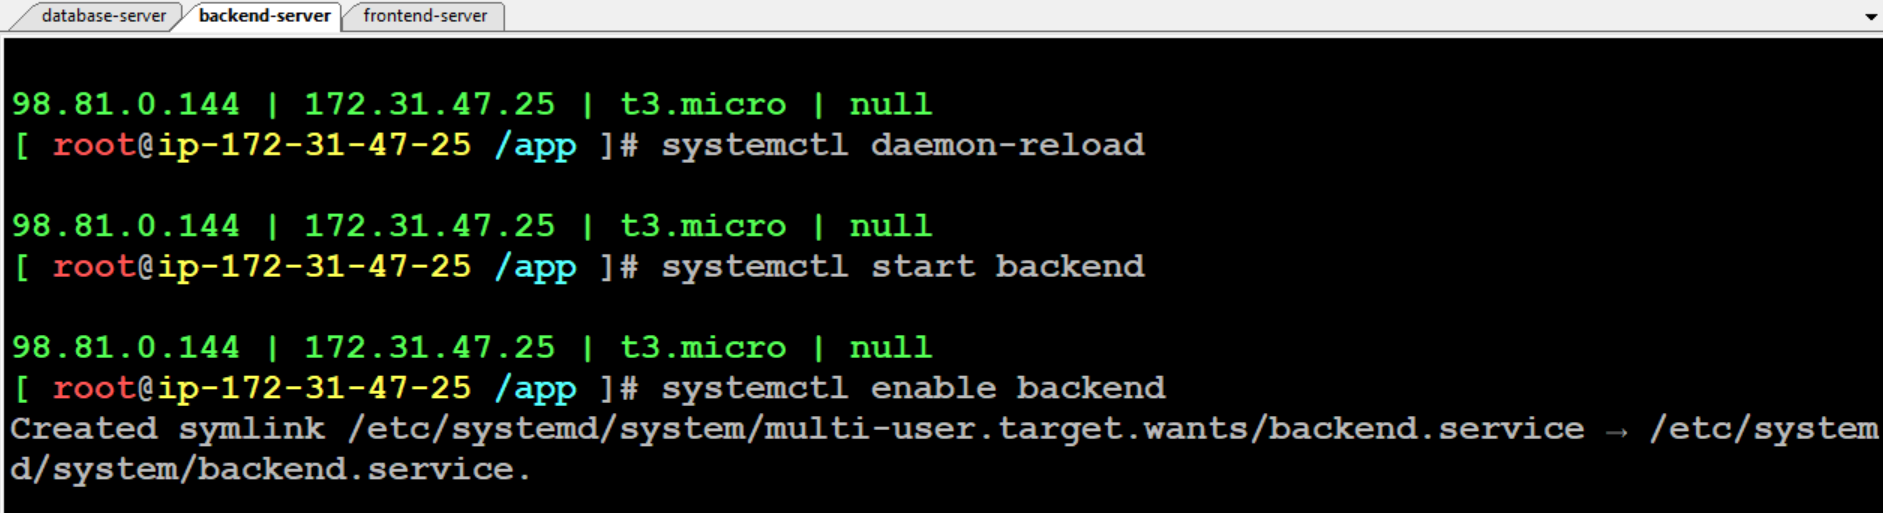 database-server backend-server frontend-server
98.81.0.144 | 172.31.47.25 | t3.micro | null
[ root@ip-172-31-47-25 /app ]# systemctl daemon-reload
98.81.0.144 | 172.31.47.25 | t3.micro | null
[ root@ip-172-31-47-25 /app ]# systemctl start backend
98.81.0.144 | 172.31.47.25 | t3.micro | null
[ root@ip-172-31-47-25 /app ]# systemctl enable backend
Created symlink /etc/systemd/system/multi-user.target.wants/backend.service → /etc/system
d/system/backend.service.